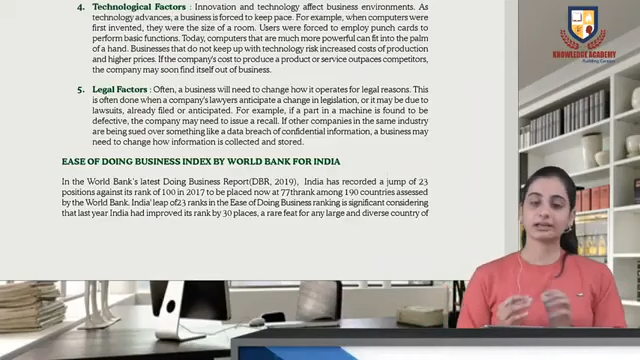 4. Technological Factors : Innovation and technology affect business environments. As
technology advances, a business is forced to keep pace. For example, when computers were
first invented, they were the size of a room. Users were forced to employ punch cards to
perform basic functions. Today, computers that are much more powerful can fit into the palm
of a hand. Businesses that do not keep up with technology risk increased costs of production
and higher prices. If the company's cost to produce a product or service outpaces competitors,
the company may soon find itself out of business.
5. Legal Factors : Often, a business will need to change how it operates for legal reasons. This
is often done when a company's lawyers anticipate a change in legislation, or it may be due to
lawsuits, already filed or anticipated. For example, if a part in a machine is found to be
defective, the company may need to issue a recall. If other companies in the same industry
are being sued over something like a data breach of confidential information, a business may
need to change how information is collected and stored.
EASE OF DOING BUSINESS INDEX BY WORLD BANK FOR INDIA
In the World Bank's latest Doing Business Report(DBR, 2019), India has recorded a jump of 23
positions against its rank of 100 in 2017 to be placed now at 77thrank among 190 countries assessed
by the World Bank. India' leap of23 ranks in the Ease of Doing Business ranking is significant considering
that last year India had improved its rank by 30 places, a rare feat for any large and diverse country of
KNOWLEDGE ACADEMY
Building Careers